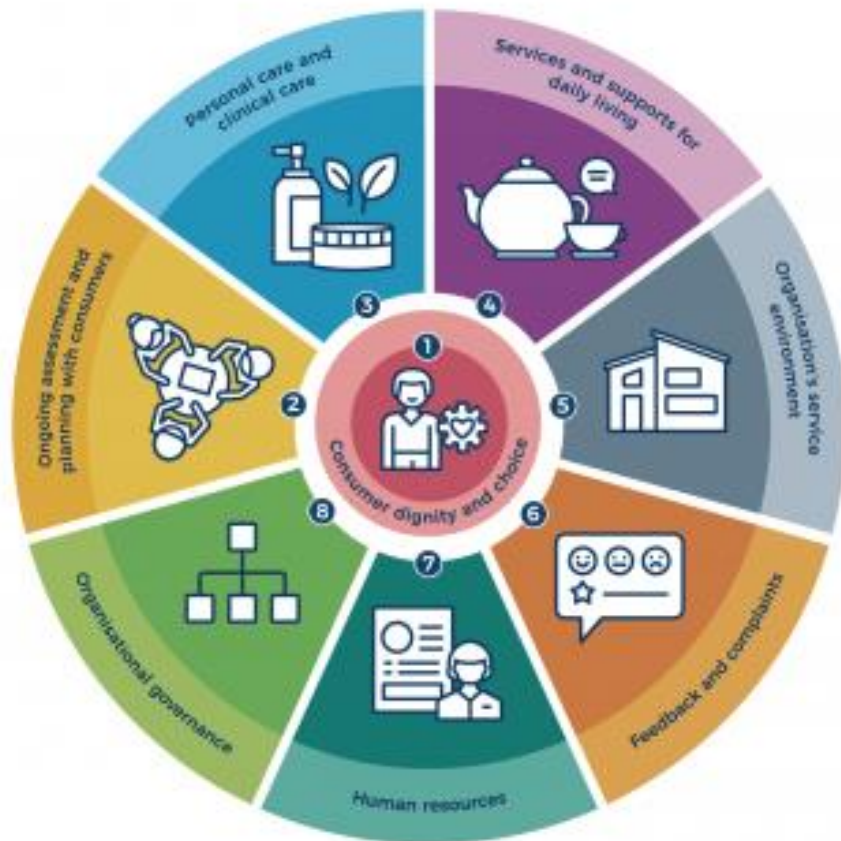 1
Consumer dignity and choice
2
Ongoing assessment and
planning with consumers
3
Personal care and
clinical care
4
Services and supports for
daily living
5
Organisation's service
environment
6
Feedback and complaints
7
Human resources
8
Organisational governance